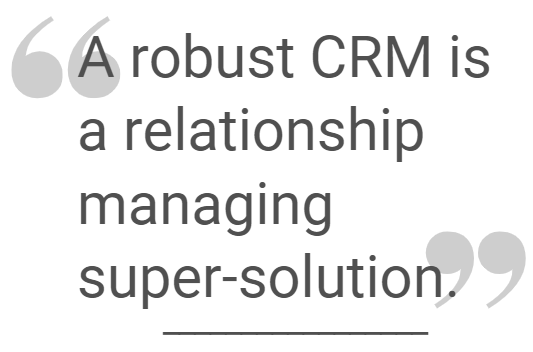 “A robust CRM is
a relationship
managing
super-solution.”